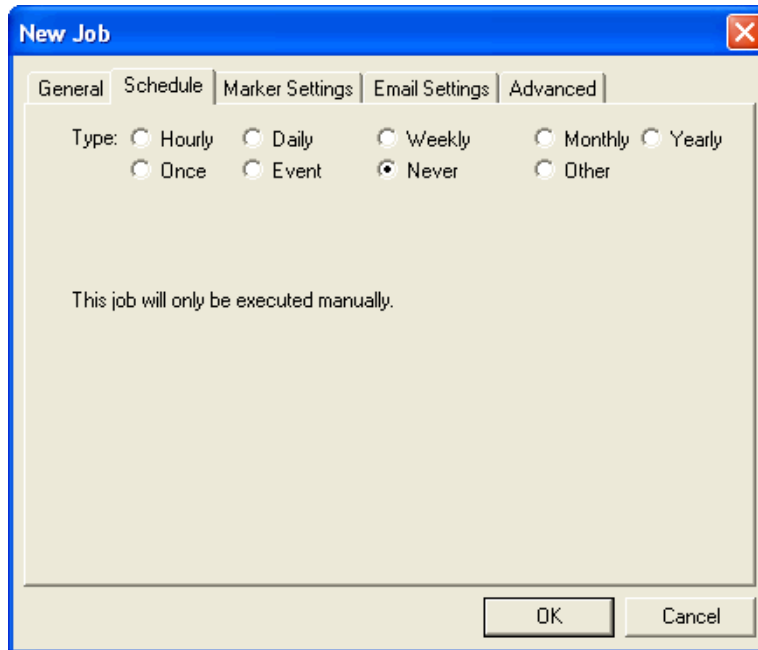 New Job
General Schedule Marker Settings Email Settings Advanced
Type: Hourly Daily Weekly Monthly Yearly
Once Event Never Other
This job will only be executed manually.
OK Cancel